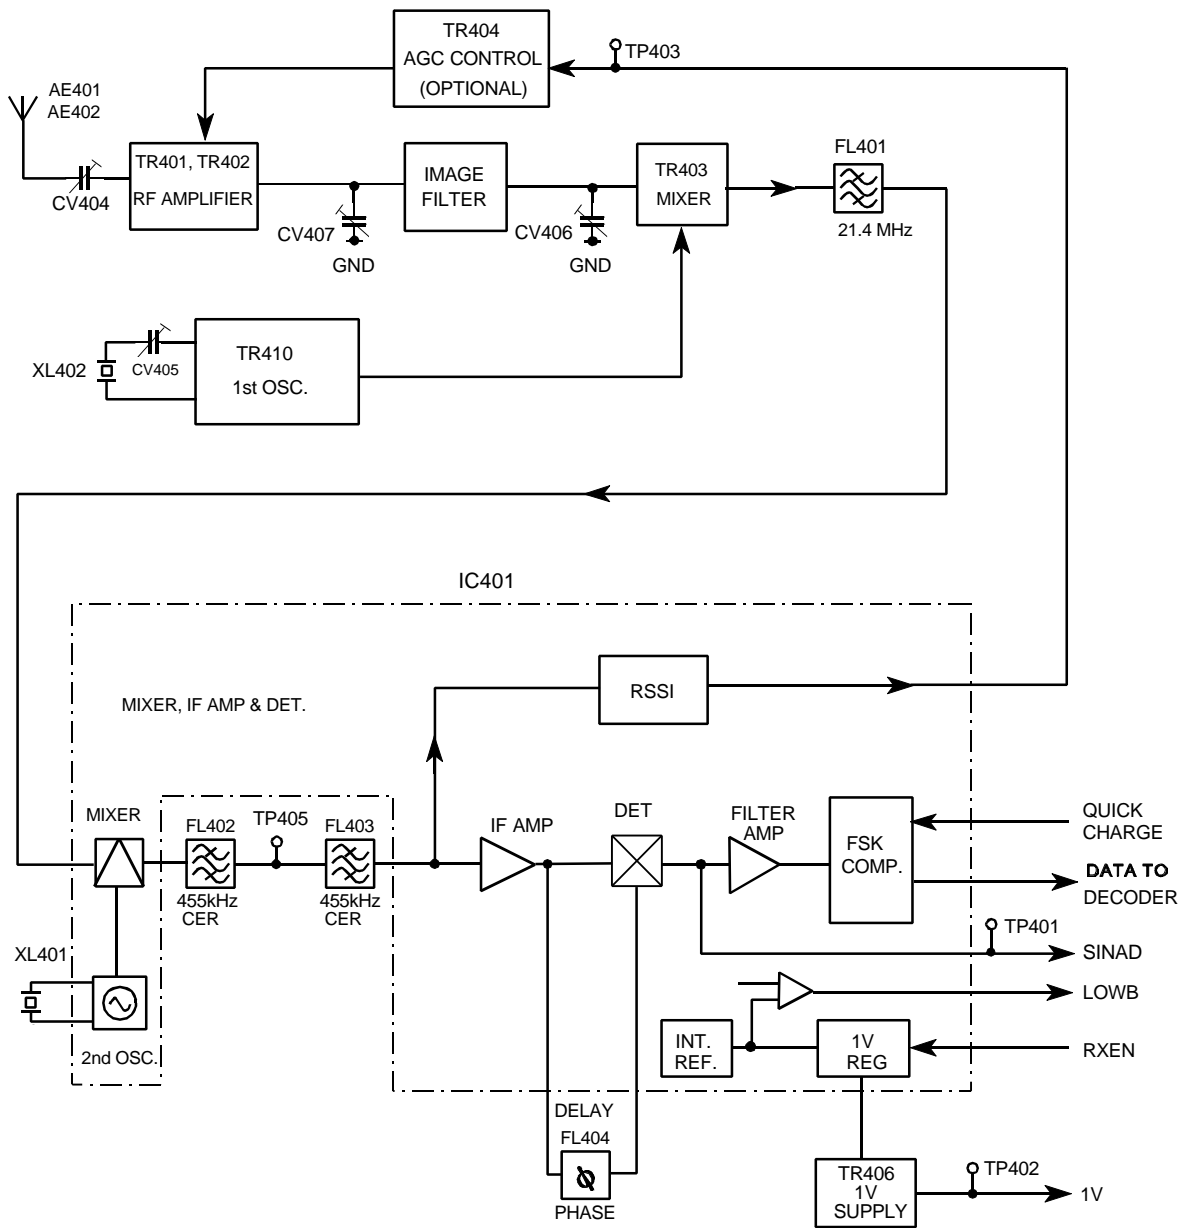 TR404
AGC CONTROL
(OPTIONAL)
TP403
AE401
AE402
TR401, TR402
RF AMPLIFIER
CV404
IMAGE
FILTER
CV407
GND
TR403
MIXER
CV406
GND
FL401
21.4 MHz
XL402
CV405
TR410
1st OSC.
IC401
MIXER, IF AMP & DET.
RSSI
MIXER
FL402
455kHz
CER
TP405
FL403
455kHz
CER
IF AMP
DET
FILTER
AMP
FSK
COMP.
QUICK
CHARGE
DATA TO
DECODER
TP401
SINAD
LOWB
RXEN
XL401
2nd OSC.
INT.
REF.
1V
REG
DELAY
FL404
PHASE
TR406
1V
SUPPLY
TP402
1V